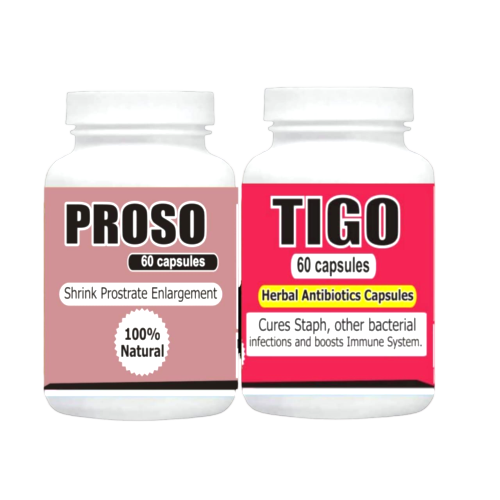 PROSO
60 capsules
Shrink Prostrate Enlargement
100%
Natural
TIGO
60 capsules
Herbal Antibiotics Capsules
Cures Staph, other bacterial
infections and boosts Immune System.